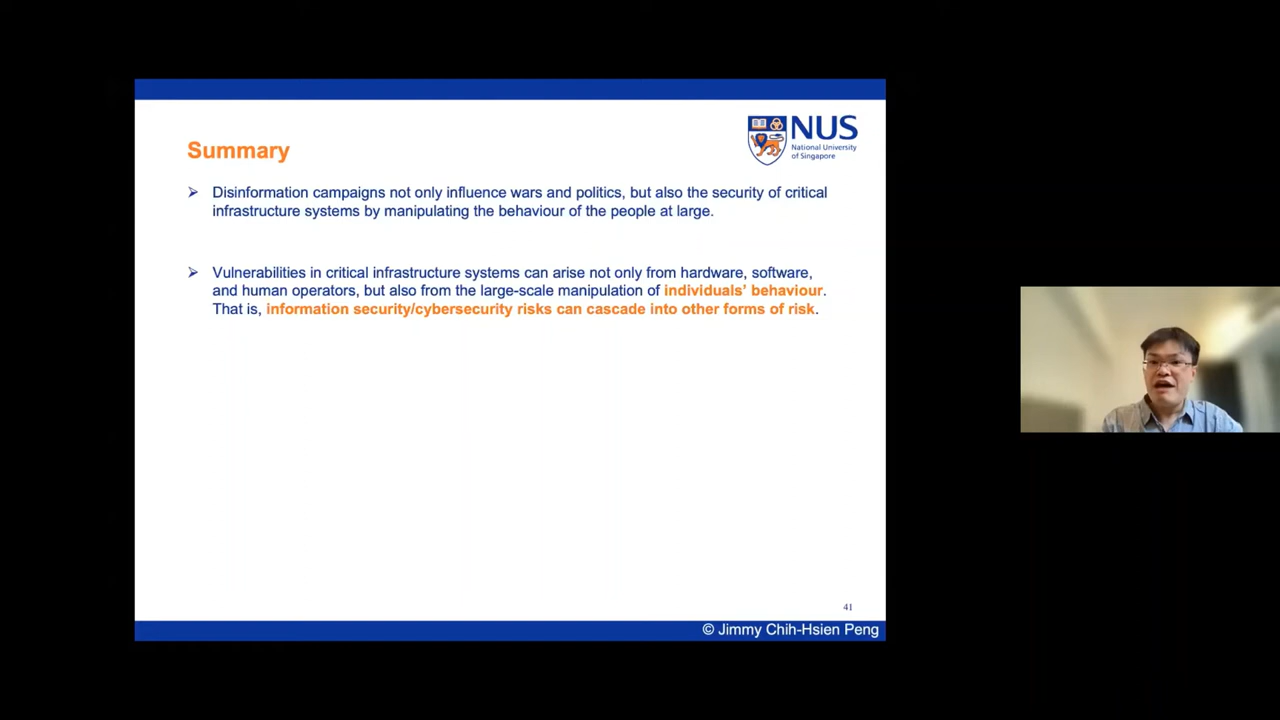 NUS
National University
of Singapore
Summary
➢ Disinformation campaigns not only influence wars and politics, but also the security of critical
infrastructure systems by manipulating the behaviour of the people at large.
➢ Vulnerabilities in critical infrastructure systems can arise not only from hardware, software,
and human operators, but also from the large-scale manipulation of individuals’ behaviour.
That is, information security/cybersecurity risks can cascade into other forms of risk.
41
© Jimmy Chih-Hsien Peng